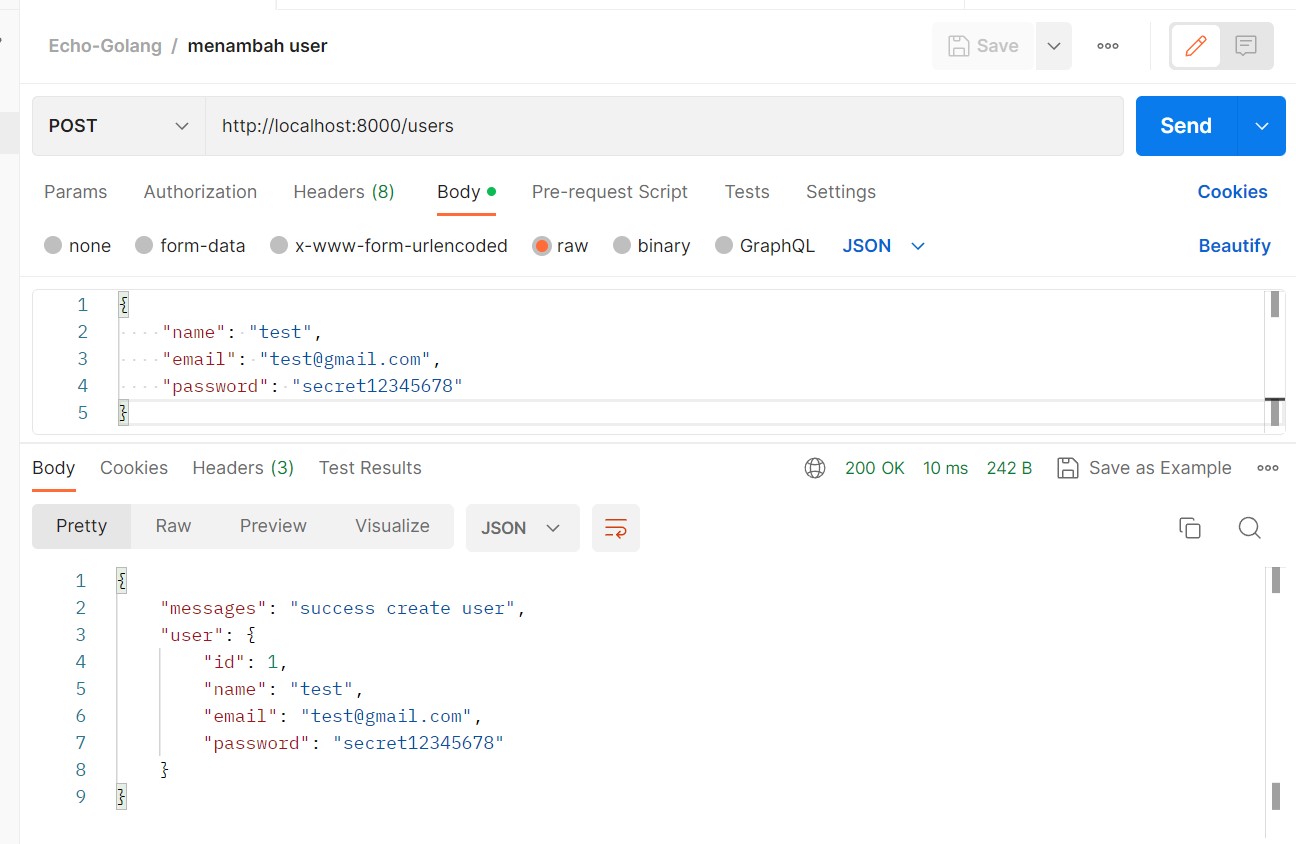 Echo-Golang / menambah user
Save
POST
http://localhost:8000/users
Send
Params Authorization Headers (8) Body Pre-request Script Tests Settings Cookies
none form-data x-www-form-urlencoded raw binary GraphQL JSON Beautify
1 {
2 "name": "test",
3 "email": "test@gmail.com",
4 "password": "secret12345678"
5 }
Body Cookies Headers (3) Test Results 200 OK 10 ms 242 B Save as Example
Pretty Raw Preview Visualize JSON
1 {
2 "messages": "success create user",
3 "user": {
4 "id": 1,
5 "name": "test",
6 "email": "test@gmail.com",
7 "password": "secret12345678"
8 }
9 }